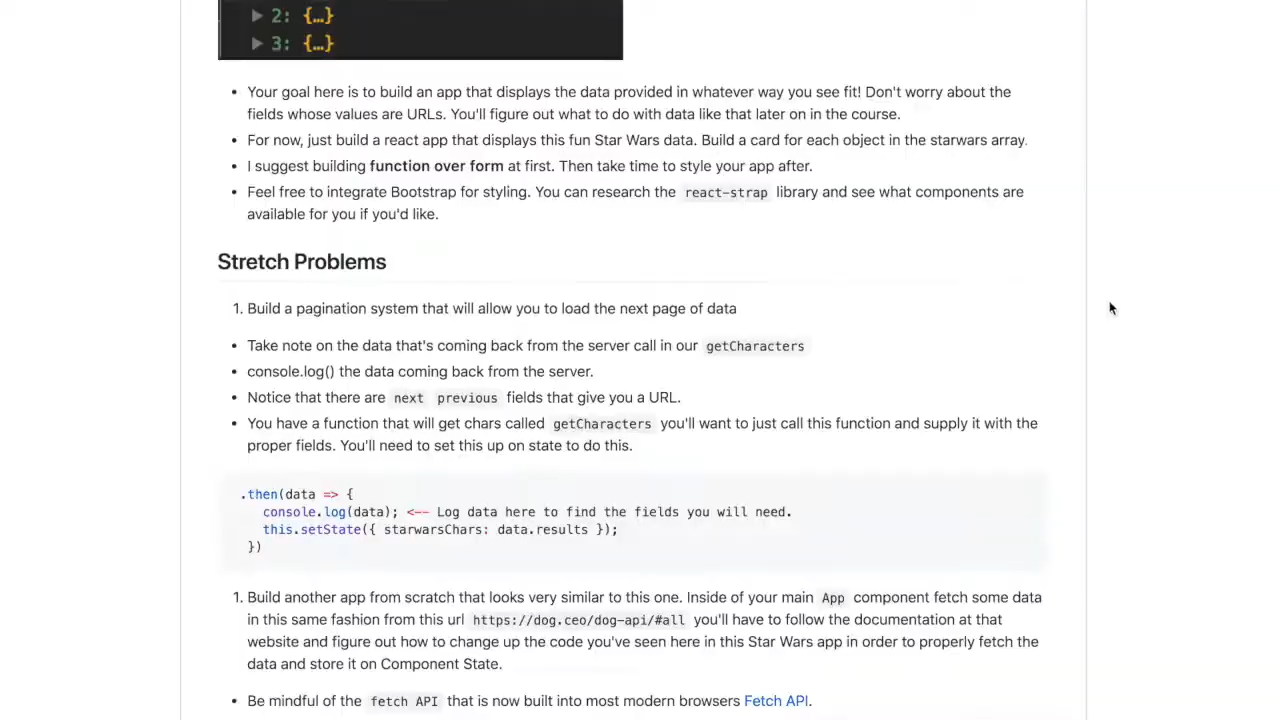 ▶ 2: {…}
▶ 3: {…}
• Your goal here is to build an app that displays the data provided in whatever way you see fit! Don't worry about the
fields whose values are URLs. You'll figure out what to do with data like that later on in the course.
• For now, just build a react app that displays this fun Star Wars data. Build a card for each object in the starwars array.
• I suggest building function over form at first. Then take time to style your app after.
• Feel free to integrate Bootstrap for styling. You can research the react-strap library and see what components are
available for you if you'd like.
Stretch Problems
1. Build a pagination system that will allow you to load the next page of data
• Take note on the data that's coming back from the server call in our getCharacters
• console.log() the data coming back from the server.
• Notice that there are next previous fields that give you a URL.
• You have a function that will get chars called getCharacters you'll want to just call this function and supply it with the
proper fields. You'll need to set this up on state to do this.
.then(data => {
console.log(data); <-- Log data here to find the fields you will need.
this.setState({ starwarsChars: data.results });
})
1. Build another app from scratch that looks very similar to this one. Inside of your main App component fetch some data
in this same fashion from this url https://dog.ceo/dog-api/#all you'll have to follow the documentation at that
website and figure out how to change up the code you've seen here in this Star Wars app in order to properly fetch the
data and store it on Component State.
• Be mindful of the fetch API that is now built into most modern browsers Fetch API.